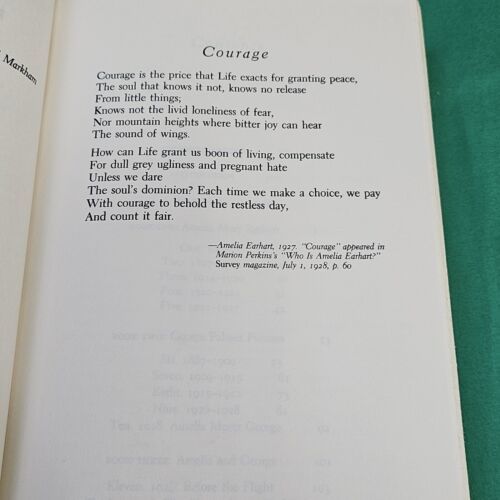 Markham
Courage
Courage is the price that Life exacts for granting peace,
The soul that knows it not, knows no release
From little things;
Knows not the livid loneliness of fear,
Nor mountain heights where bitter joy can hear
The sound of wings.
How can Life grant us boon of living, compensate
For dull grey ugliness and pregnant hate
Unless we dare
The soul's dominion? Each time we make a choice, we pay
With courage to behold the restless day,
And count it fair.
—Amelia Earhart, 1927. "Courage" appeared in
Marion Perkins's "Who Is Amelia Earhart?"
Survey magazine, July 1, 1928, p. 60